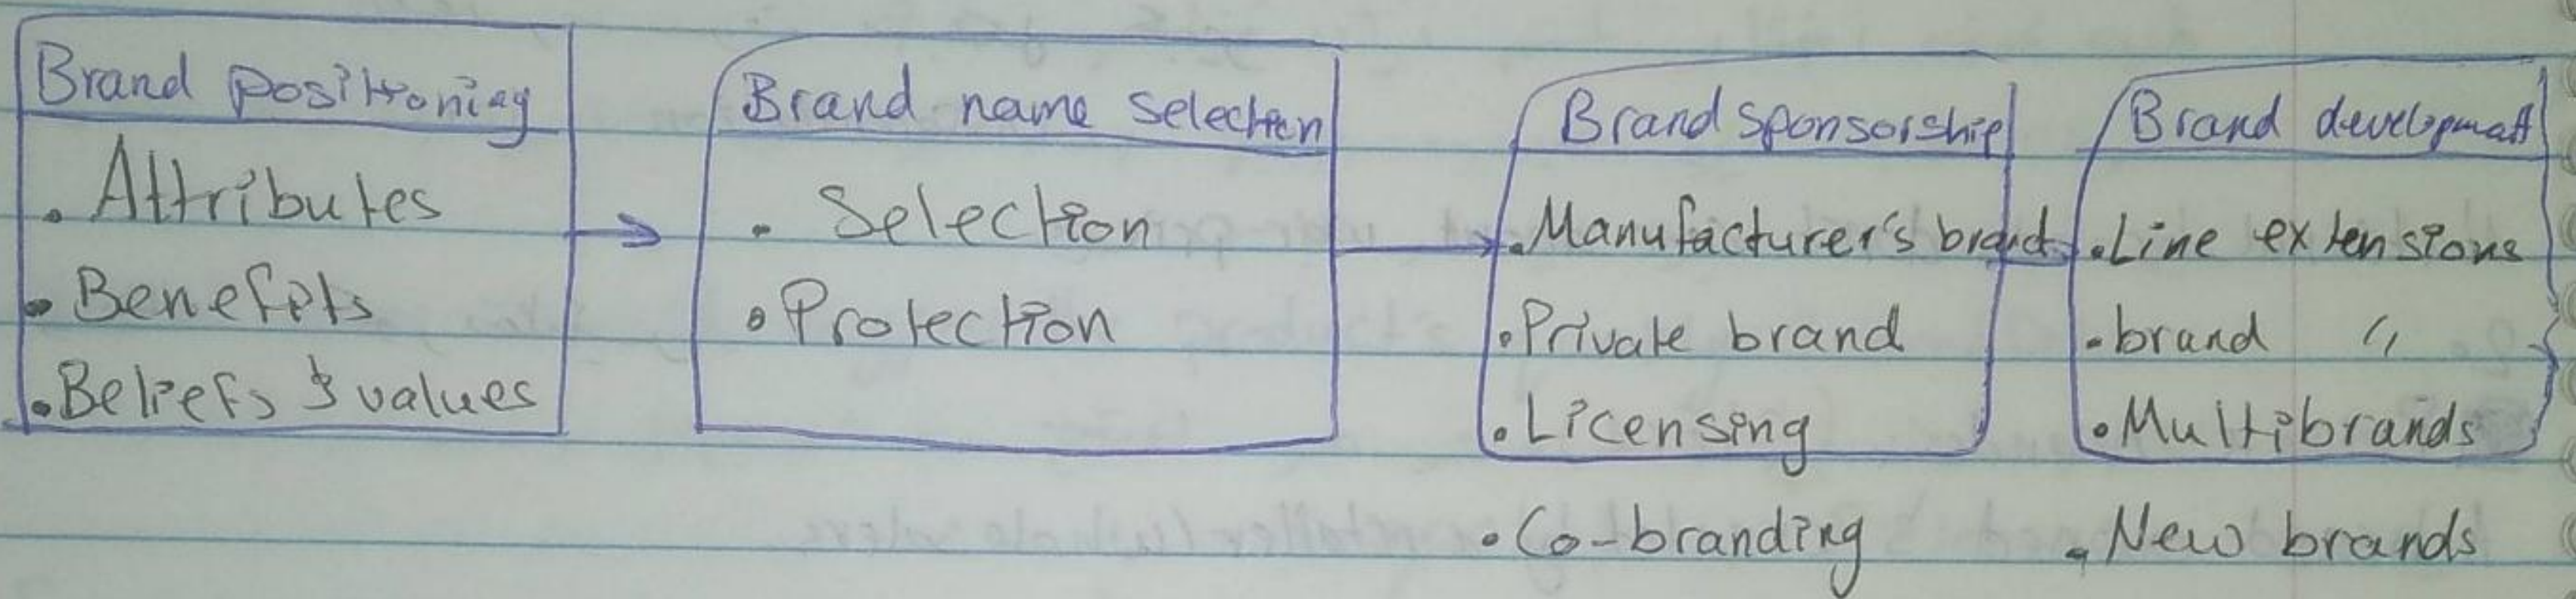 Brand positioning
. Attributes
. Benefits
. Beliefs & values
Brand name selection
. Selection
. Protection
Brand sponsorship
. Manufacturer's brand
. Private brand
. Licensing
. Co-branding
Brand development
. Line extensions
. brand "
. Multibrands
. New brands